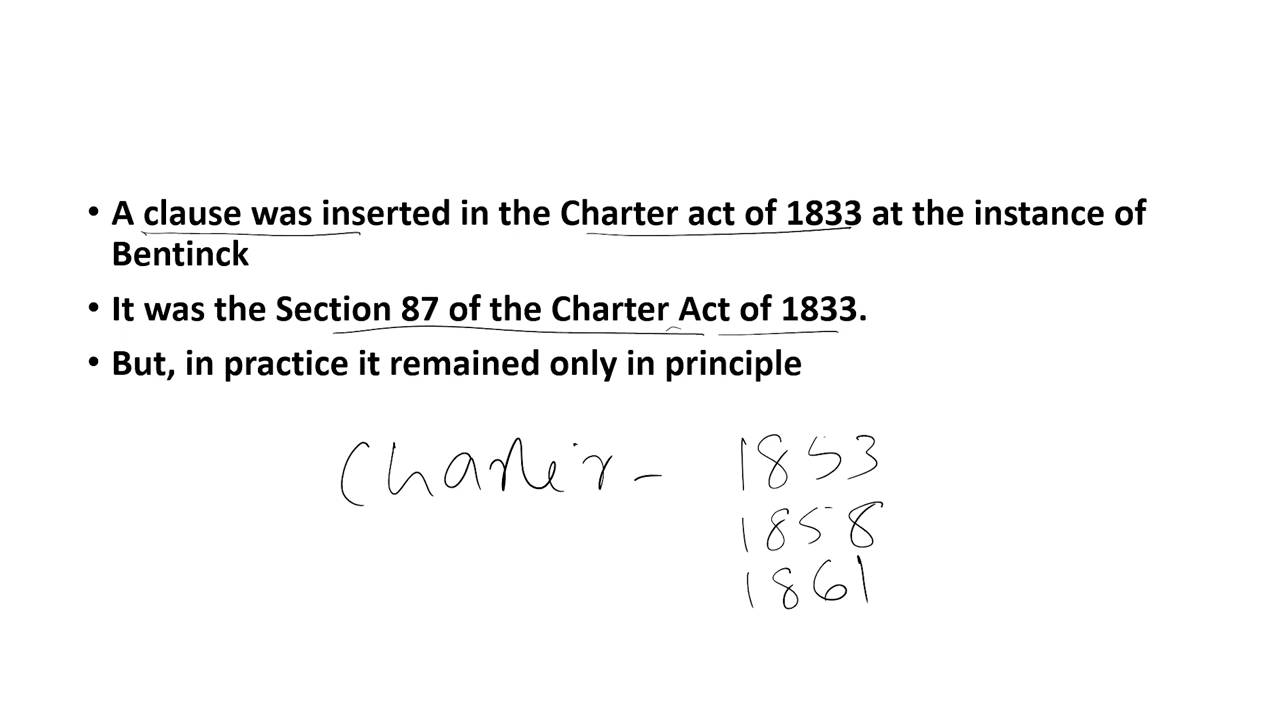 • A clause was inserted in the Charter act of 1833 at the instance of
Bentinck
• It was the Section 87 of the Charter Act of 1833.
• But, in practice it remained only in principle
Charter - 1853
1858
1861